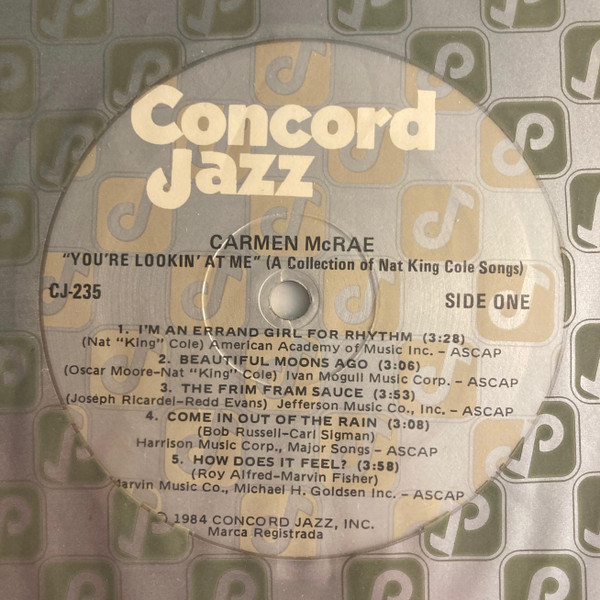 Concord
Jazz
CARMEN McRAE
"YOU'RE LOOKIN' AT ME" (A Collection of Nat King Cole Songs)
CJ-235
SIDE ONE
1. I'M AN ERRAND GIRL FOR RHYTHM (3:28)
(Nat "King" Cole) American Academy of Music Inc. – ASCAP
2. BEAUTIFUL MOONS AGO (3:06)
(Oscar Moore-Nat "King" Cole) Ivan Mogull Music Corp. – ASCAP
3. THE FRIM FRAM SAUCE (3:53)
(Joseph Ricardel-Redd Evans) Jefferson Music Co., Inc. – ASCAP
4. COME IN OUT OF THE RAIN (3:08)
(Bob Russell–Carl Sigman)
Harrison Music Corp., Major Songs – ASCAP
5. HOW DOES IT FEEL? (3:58)
(Roy Alfred–Marvin Fisher)
Marvin Music Co., Michael H. Goldsen Inc. – ASCAP
1984 CONCORD JAZZ, INC.
Marca Registrada